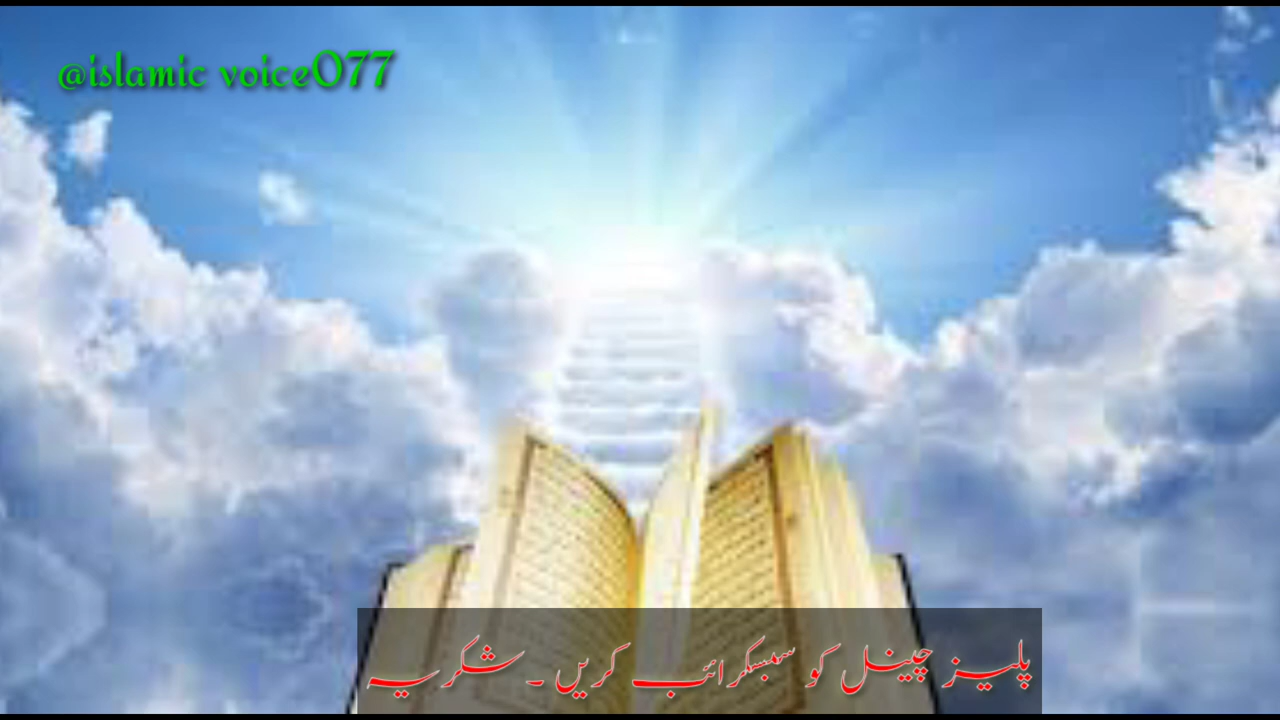 @islamic voice077
پلیز چینل کو سبسکرائب کریں ۔ شکریہ